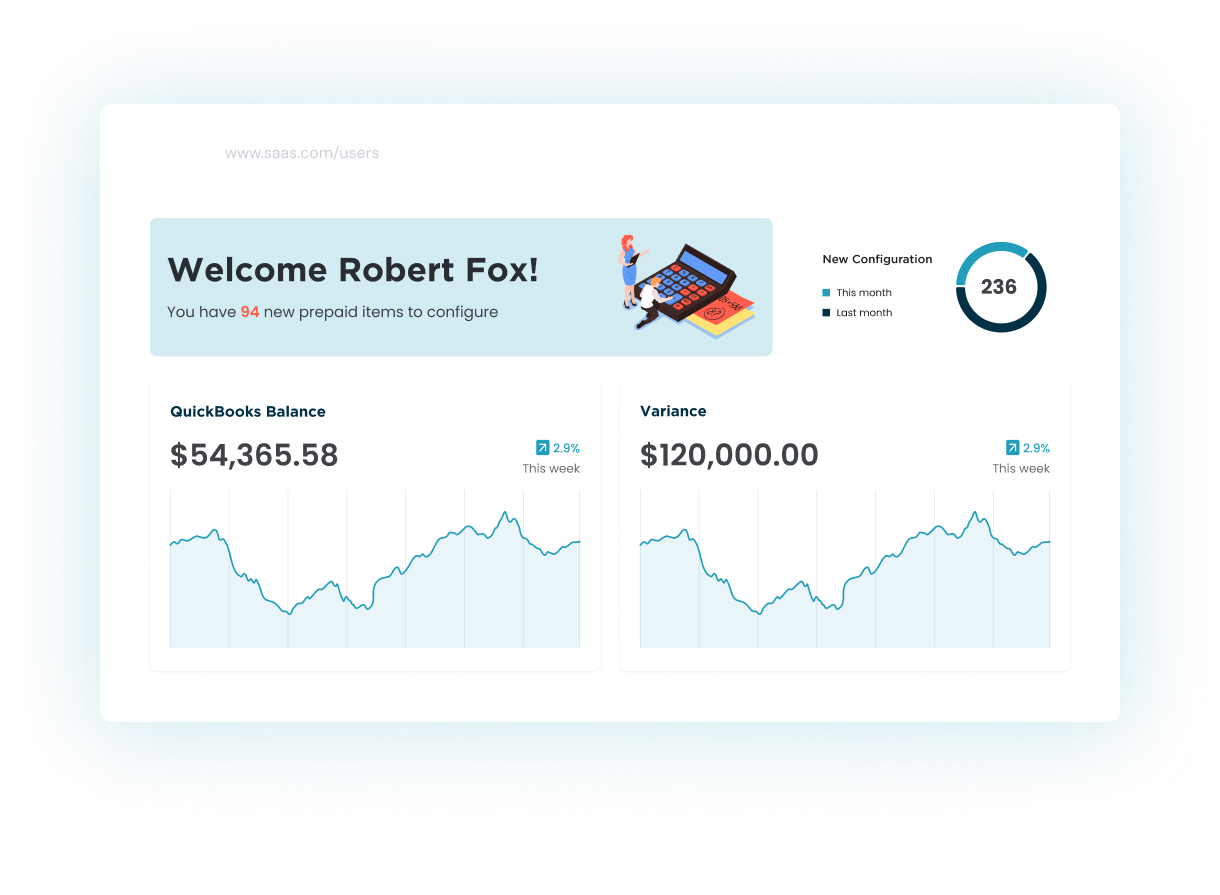 www.saas.com/users
Welcome Robert Fox!
You have 94 new prepaid items to configure
New Configuration
This month
Last month
236
QuickBooks Balance
$54,365.58
2.9%
This week
Variance
$120,000.00
2.9%
This week